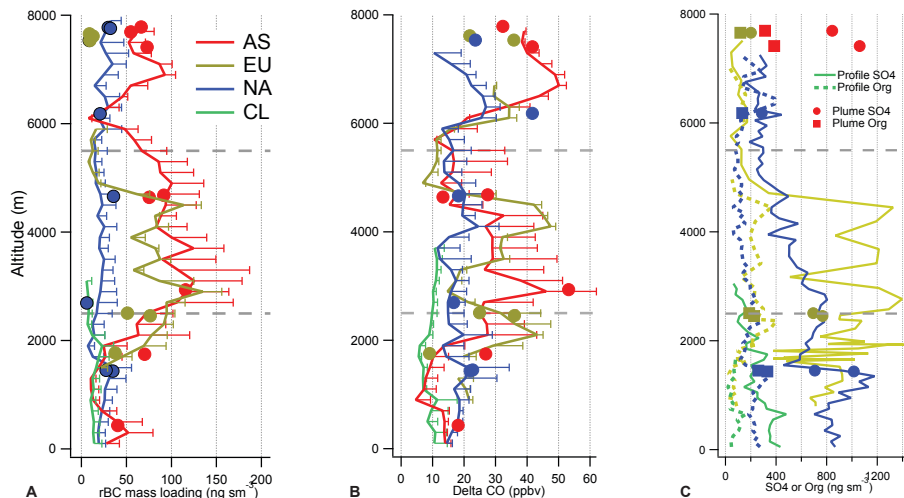 AS
EU
NA
CL
Altitude (m)
8000
6000
4000
2000
0
0
50
100
150
200
A
rBC mass loading (ng sm⁻³)
8000
6000
4000
2000
0
0
10
20
30
40
50
60
B
Delta CO (ppbv)
Profile SO4
Profile Org
Plume SO4
Plume Org
8000
6000
4000
2000
0
0
400
800
1200
C
SO4 or Org (ng sm⁻³